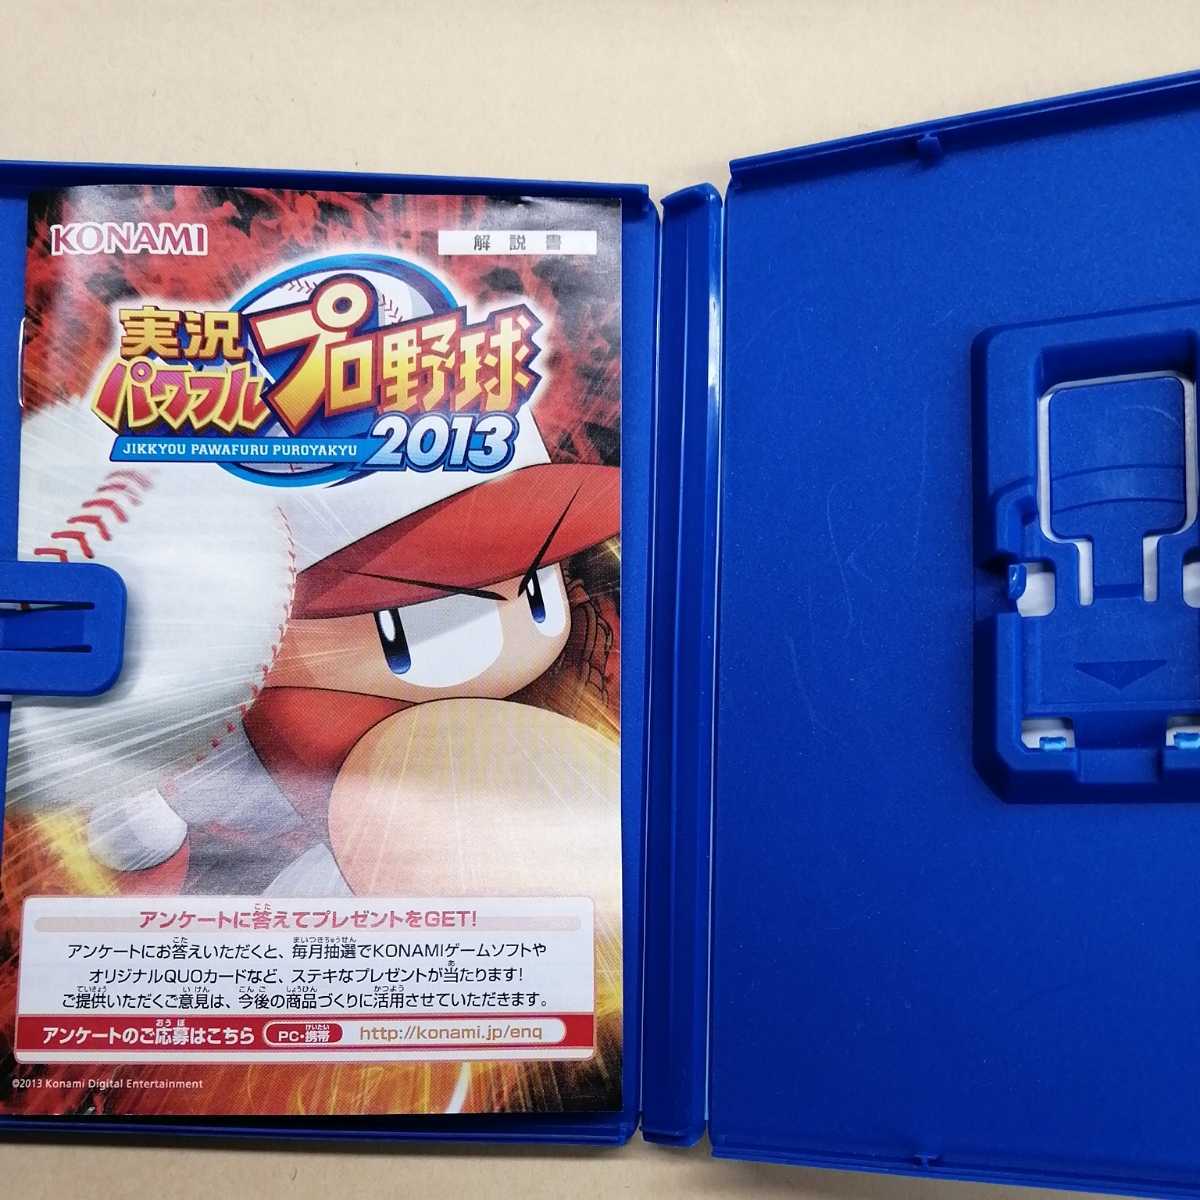 KONAMI
解説書
実況
パワフル
プロ野球
2013
JIKKYOU PAWAFURU PUROYAKYU
アンケートに答えてプレゼントをGET!
アンケートにお答えいただくと、毎月抽選でKONAMIゲームソフトや
オリジナルQUOカードなど、ステキなプレゼントが当たります!
ご提供いただくご意見は、今後の商品づくりに活用させていただきます。
アンケートのご応募はこちら PC・携帯 http://konami.jp/enq
©2013 Konami Digital Entertainment